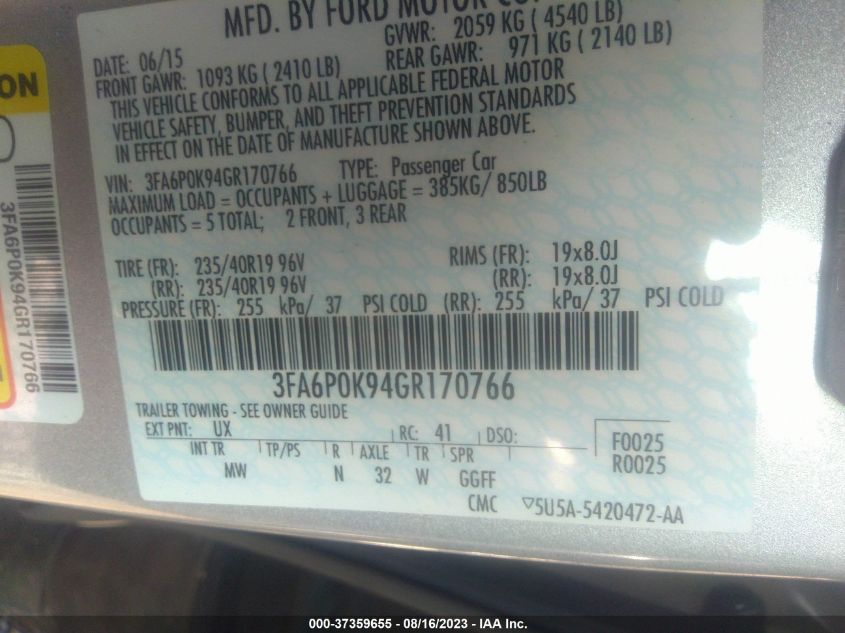 MFD. BY FORD MOTOR CO
DATE: 06/15 GVWR: 2059 KG ( 4540 LB)
FRONT GAWR: 1093 KG ( 2410 LB) REAR GAWR: 971 KG ( 2140 LB)
THIS VEHICLE CONFORMS TO ALL APPLICABLE FEDERAL MOTOR
VEHICLE SAFETY, BUMPER, AND THEFT PREVENTION STANDARDS
IN EFFECT ON THE DATE OF MANUFACTURE SHOWN ABOVE.
VIN: 3FA6P0K94GR170766 TYPE: Passenger Car
MAXIMUM LOAD = OCCUPANTS + LUGGAGE = 385KG/ 850LB
OCCUPANTS = 5 TOTAL; 2 FRONT, 3 REAR
TIRE (FR): 235/40R19 96V RIMS (FR): 19x8.0J
(RR): 235/40R19 96V (RR): 19x8.0J
PRESSURE (FR): 255 kPa/ 37 PSI COLD (RR): 255 kPa/ 37 PSI COLD
3FA6P0K94GR170766
TRAILER TOWING - SEE OWNER GUIDE
EXT PNT: UX RC: 41 DSO: F0025
INT TR TP/PS R AXLE TR SPR R0025
MW N 32 W GGFF
CMC ▽5U5A-5420472-AA
ON
3FA6P0K94GR170766
000-37359655 - 08/16/2023 - IAA Inc.